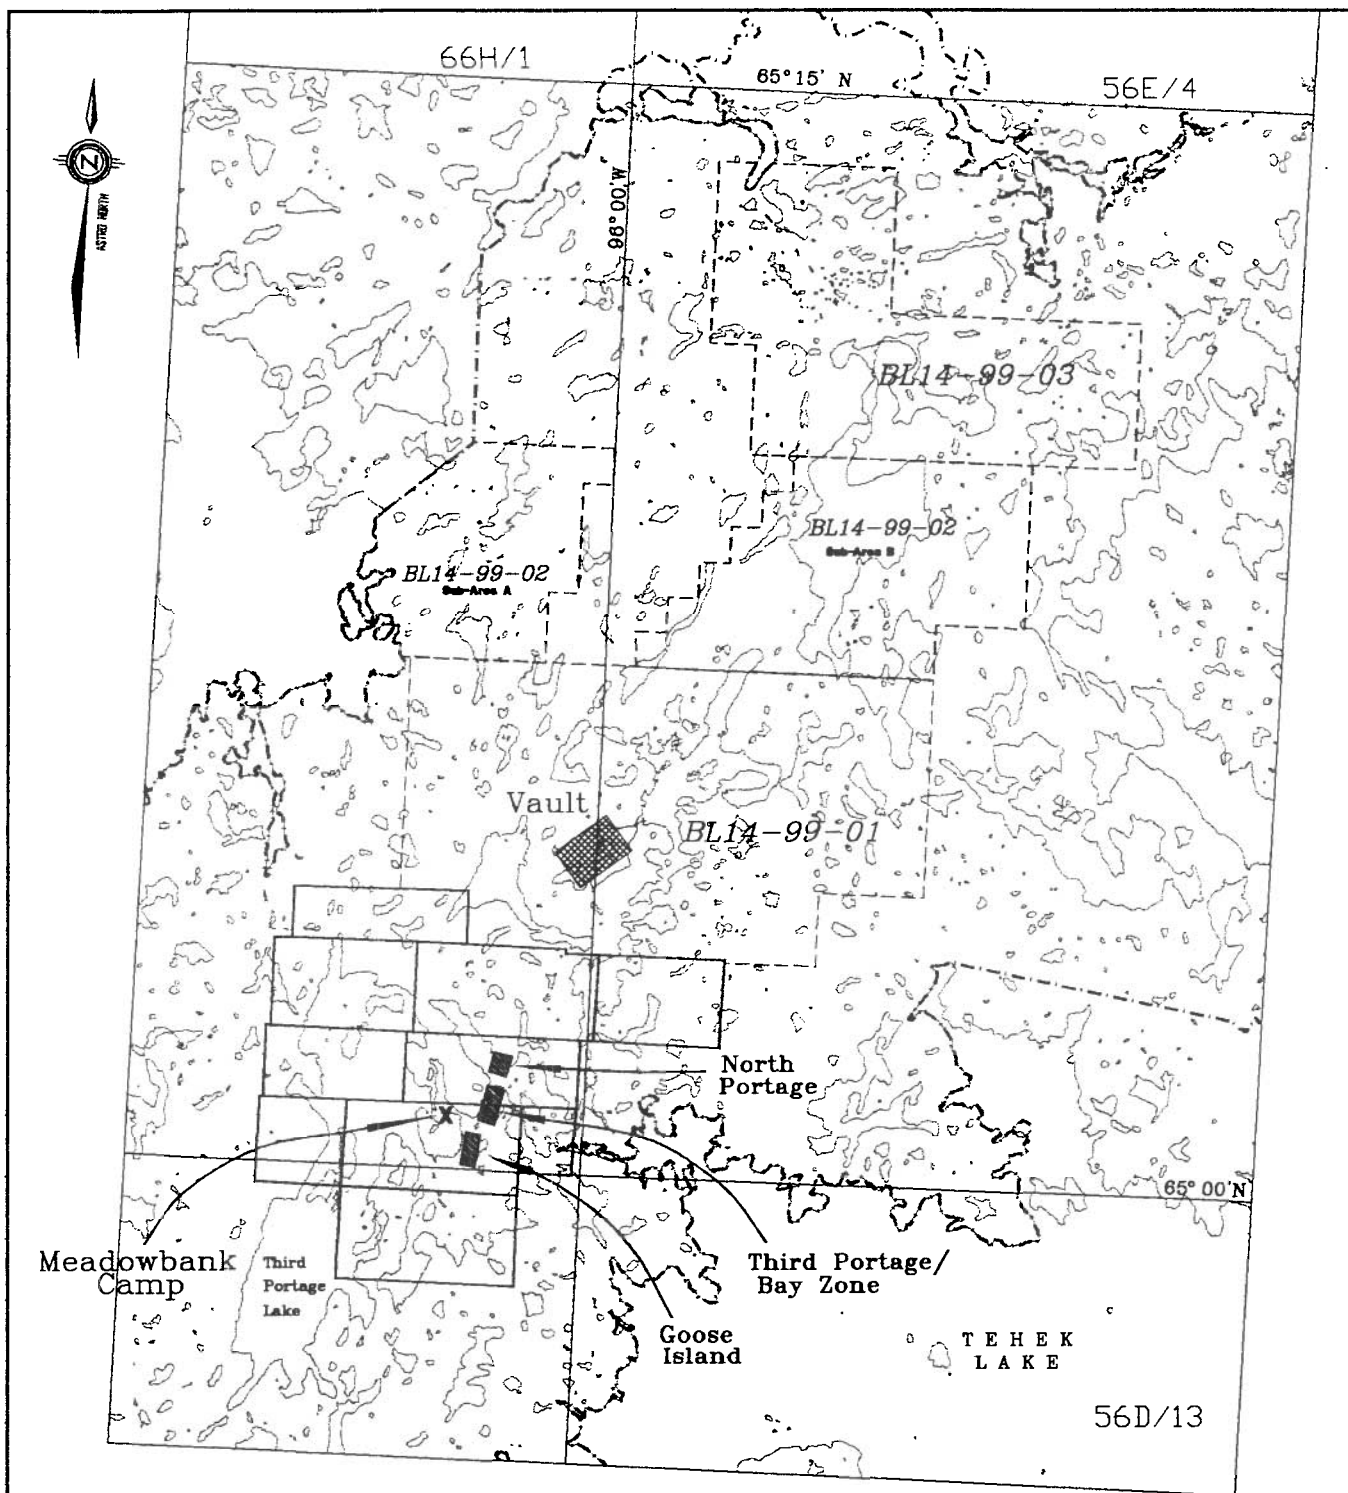 66H/1
65°15' N
56E/4
N
ASTRO NORTH
98°00'W
BL14-99-03
BL14-99-02
Sub-Area B
BL14-99-02
Sub-Area A
Vault
BL14-99-01
North
Portage
X
65°00'N
Meadowbank
Camp
Third
Portage
Lake
Third Portage/
Bay Zone
Goose
Island
TEHEK
LAKE
56D/13